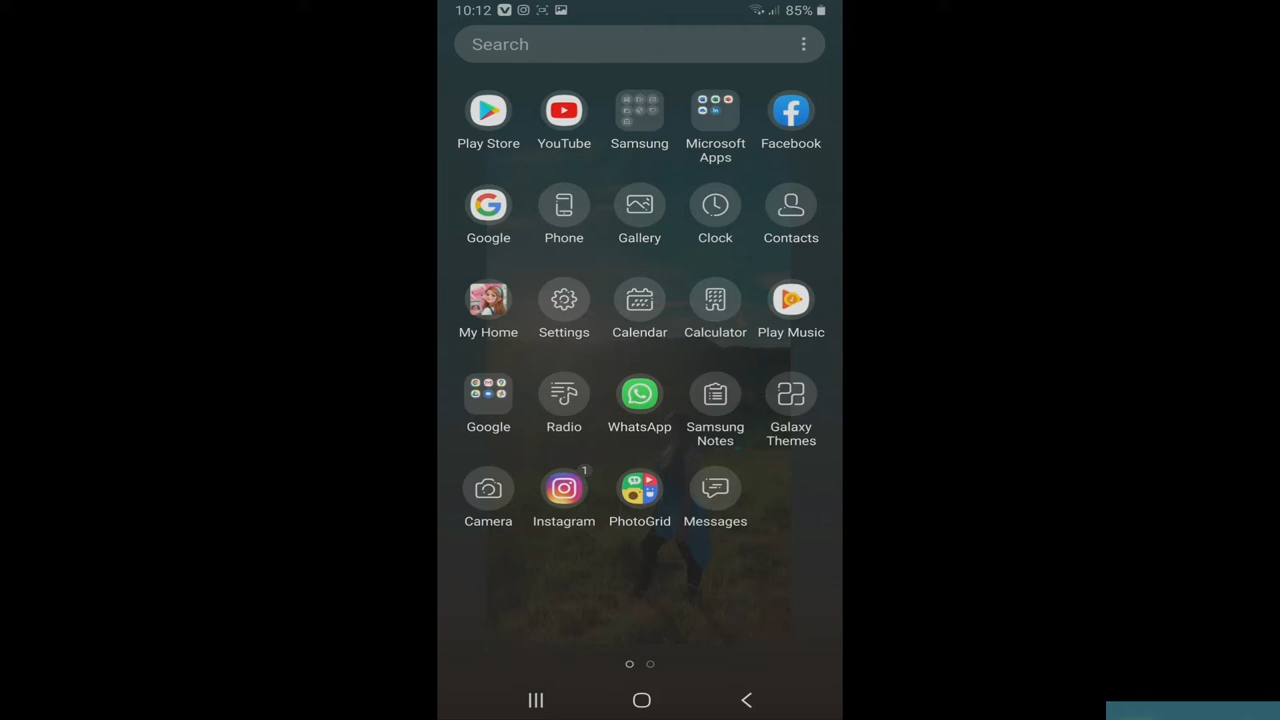 10:12
85%
Search
Play Store
YouTube
Samsung
Microsoft
Apps
Facebook
Google
Phone
Gallery
Clock
Contacts
My Home
Settings
Calendar
Calculator
Play Music
Google
Radio
WhatsApp
Samsung
Notes
Galaxy
Themes
Camera
1
Instagram
PhotoGrid
Messages